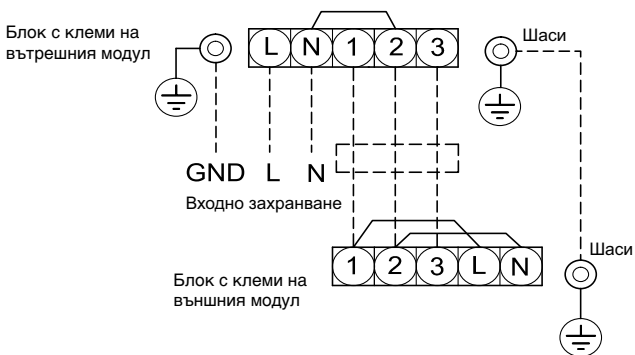 Блок с клеми на
вътрешния модул
L N 1 2 3
Шаси
GND L N
Входно захранване
Шаси
1 2 3 L N
Блок с клеми на
външния модул